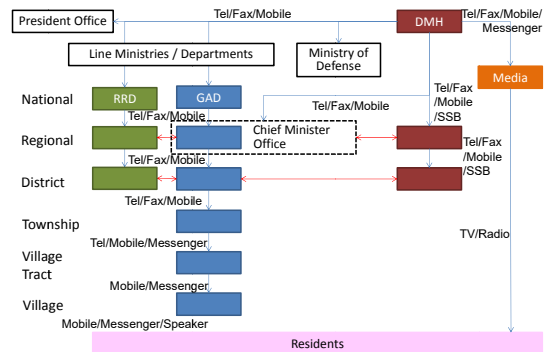 Tel/Fax/Mobile
President Office
DMH
Tel/Fax/Mobile/
Messenger
Line Ministries / Departments
Ministry of
Defense
Media
National
RRD
GAD
Tel/Fax/Mobile
Tel/Fax/Mobile
Tel/Fax
/Mobile
/SSB
Regional
Chief Minister
Office
Tel/Fax
/Mobile
/SSB
Tel/Fax/Mobile
District
Tel/Fax/Mobile
Township
TV/Radio
Tel/Mobile/Messenger
Village
Tract
Mobile/Messenger
Village
Mobile/Messenger/Speaker
Residents